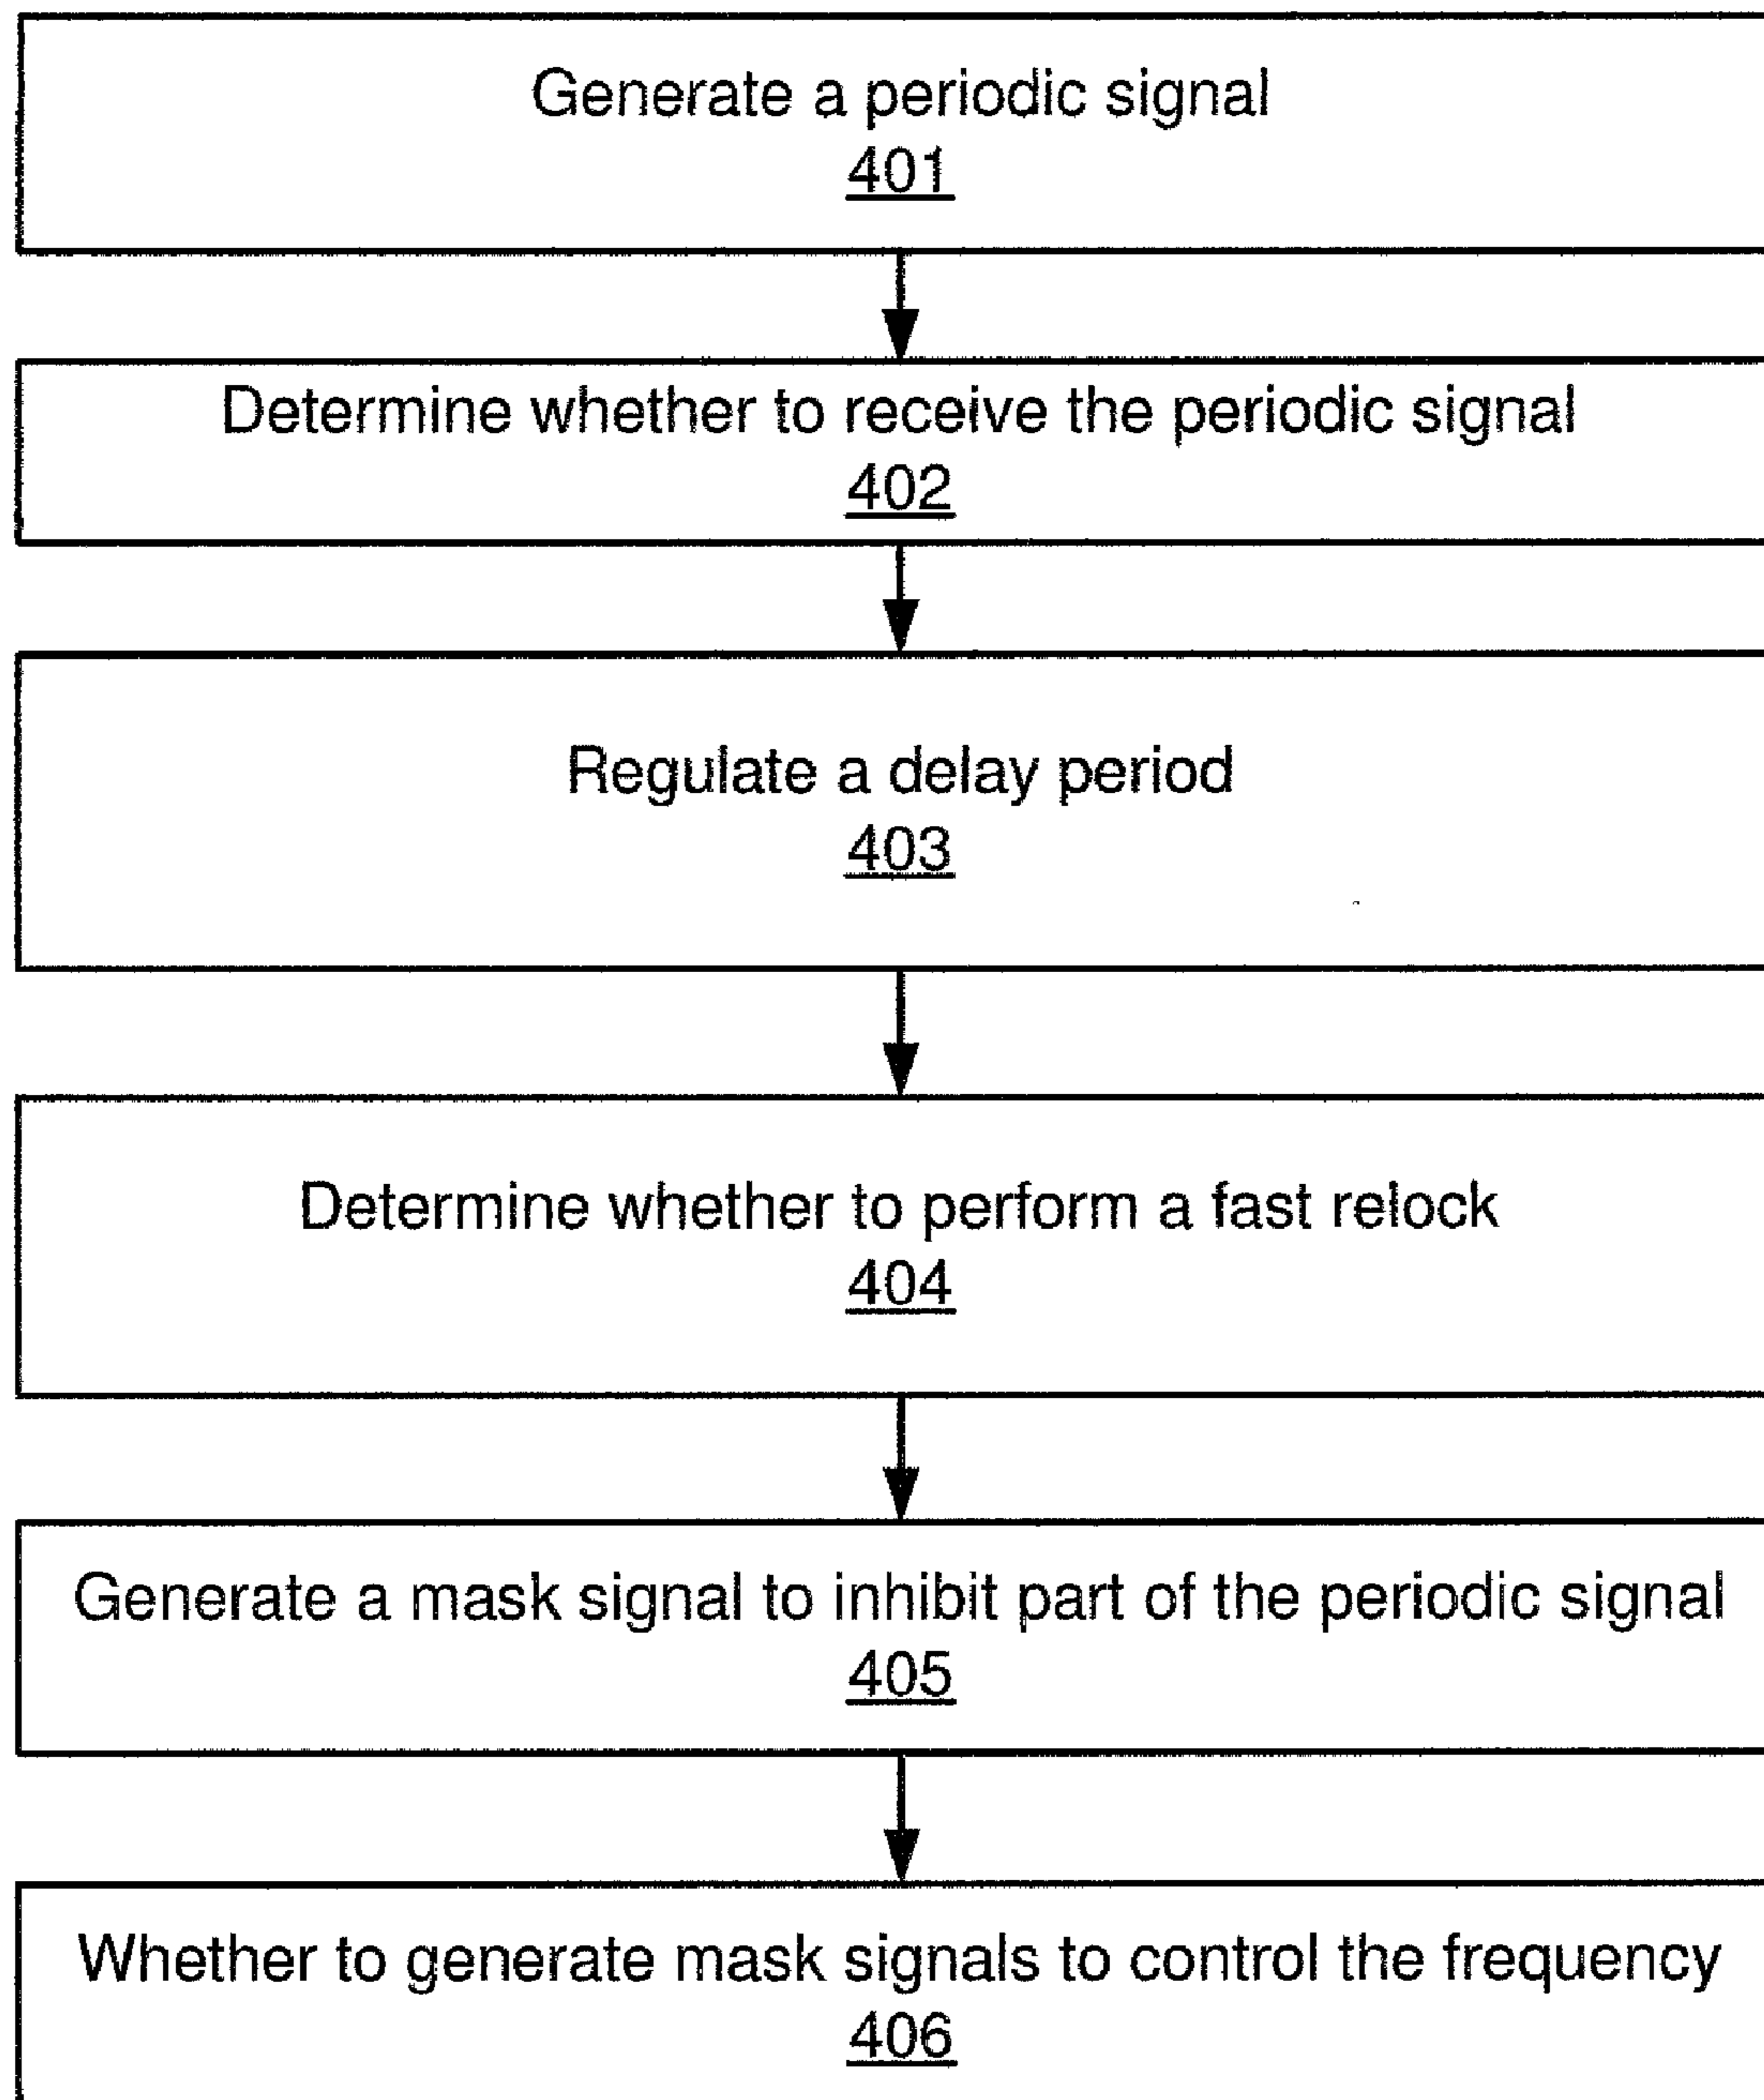 Generate a periodic signal
401
Determine whether to receive the periodic signal
402
Regulate a delay period
403
Determine whether to perform a fast relock
404
Generate a mask signal to inhibit part of the periodic signal
405
Whether to generate mask signals to control the frequency
406